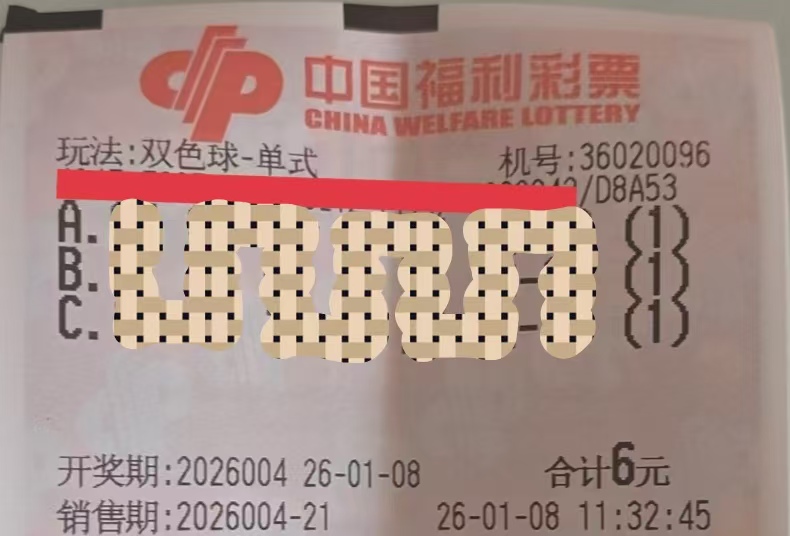 中国福利彩票
CHINA WELFARE LOTTERY
玩法:双色球-单式 机号:36020096
/D8A53
A. (1)
B. - (1)
C. - (1)
开奖期:2026004 26-01-08 合计6元
销售期:2026004-21 26-01-08 11:32:45